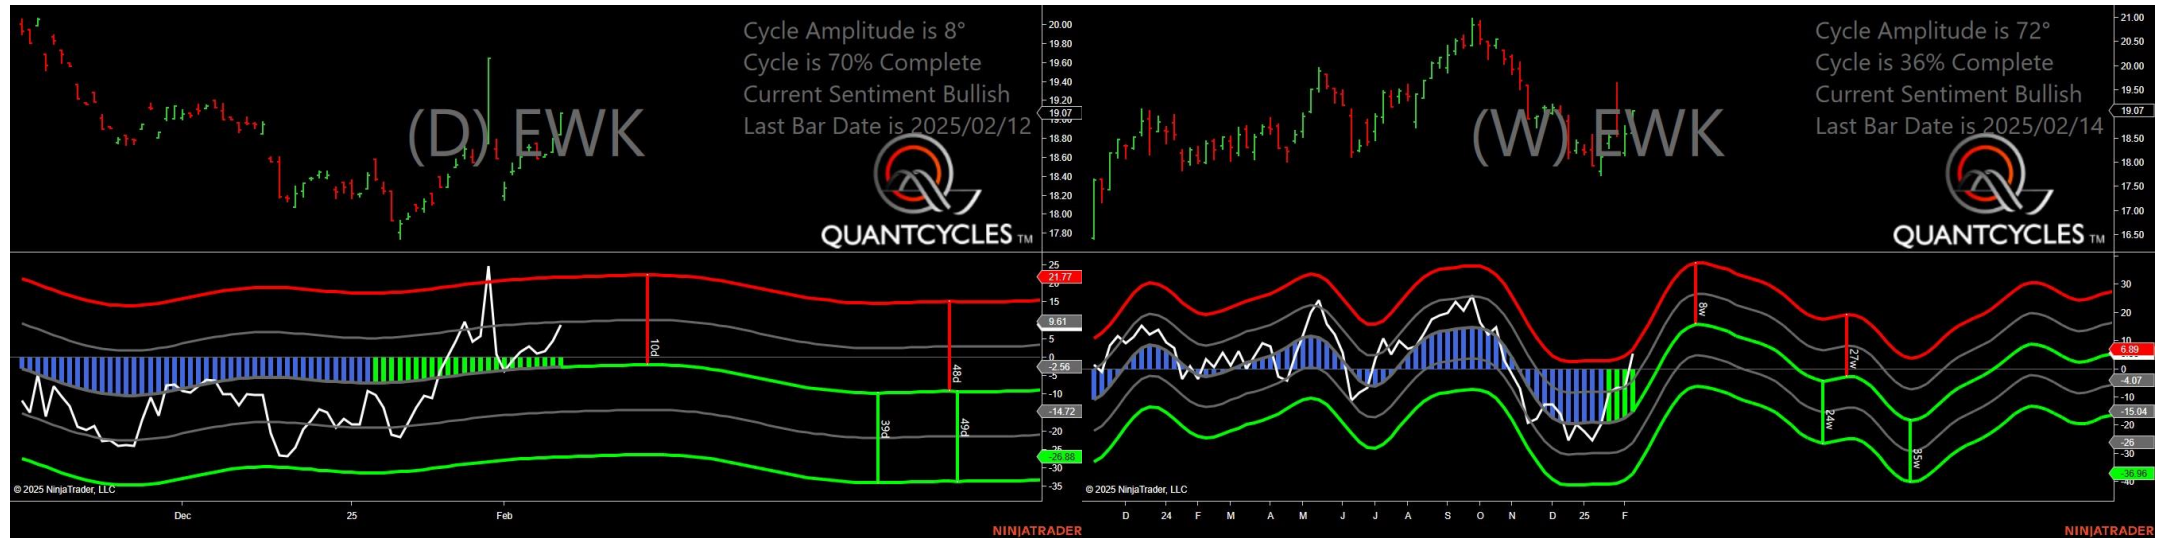 Cycle Amplitude is 8°
Cycle is 70% Complete
Current Sentiment Bullish
Last Bar Date is 2025/02/12
(D) EWK
QUANTCYCLES TM
20.00
19.80
19.60
19.40
19.20
19.07
19.00
18.80
18.60
18.40
18.20
18.00
17.80
25
21.77
20
15
9.61
5
0
-2.56
-5
-10
-14.72
-20
-26.88
-30
-35
10d
48d
39d
49d
© 2025 NinjaTrader, LLC
Dec
25
Feb
NINJATRADER
Cycle Amplitude is 72°
Cycle is 36% Complete
Current Sentiment Bullish
Last Bar Date is 2025/02/14
(W) EWK
QUANTCYCLES TM
21.00
20.50
20.00
19.50
19.07
18.50
18.00
17.50
17.00
16.50
30
20
6.89
0
-4.07
-10
-15.04
-20
-26
-30
-36.96
-40
8w
27w
24w
35w
© 2025 NinjaTrader, LLC
D
24
F
M
A
M
J
J
A
S
O
N
D
25
F
NINJATRADER